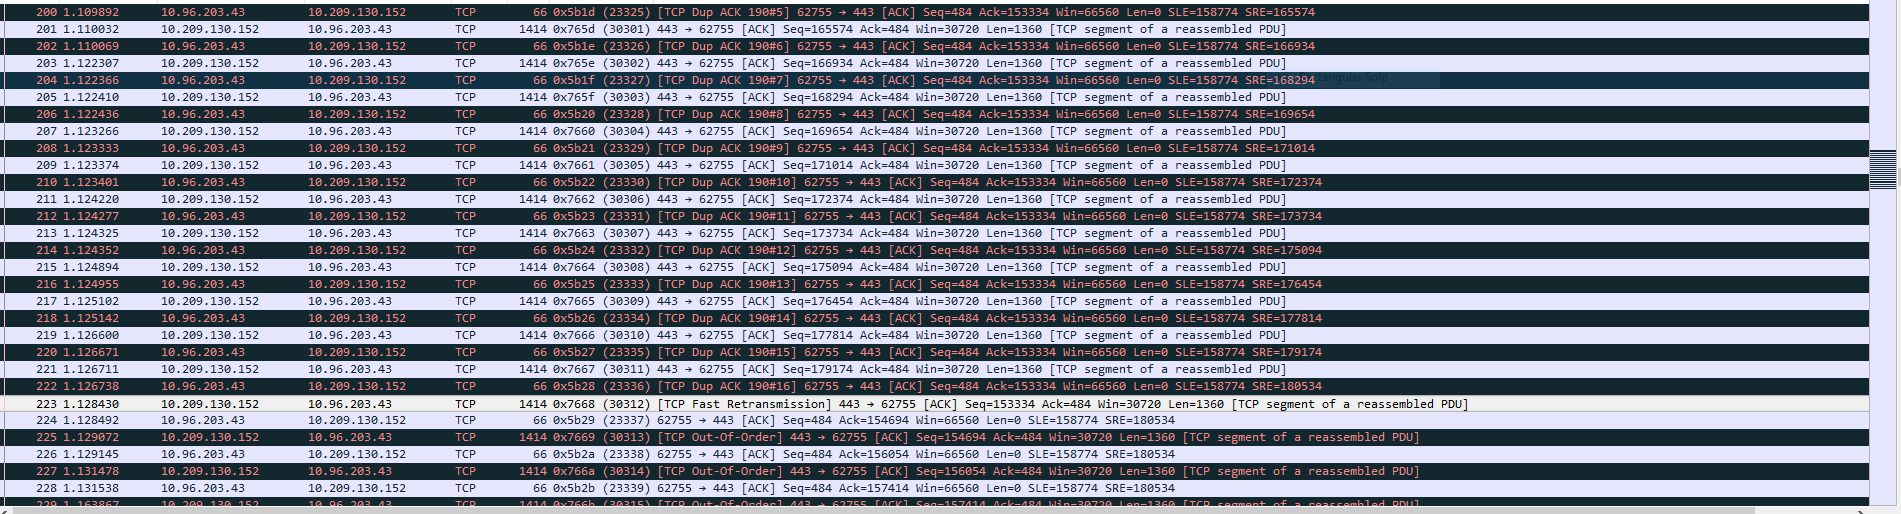 200 1.109892 10.96.203.43 10.209.130.152 TCP 66 0x5b1d (23325) [TCP Dup ACK 190#5] 62755 → 443 [ACK] Seq=484 Ack=153334 Win=66560 Len=0 SLE=158774 SRE=165574
201 1.110032 10.209.130.152 10.96.203.43 TCP 1414 0x765d (30301) 443 → 62755 [ACK] Seq=165574 Ack=484 Win=30720 Len=1360 [TCP segment of a reassembled PDU]
202 1.110069 10.96.203.43 10.209.130.152 TCP 66 0x5b1e (23326) [TCP Dup ACK 190#6] 62755 → 443 [ACK] Seq=484 Ack=153334 Win=66560 Len=0 SLE=158774 SRE=166934
203 1.122307 10.209.130.152 10.96.203.43 TCP 1414 0x765e (30302) 443 → 62755 [ACK] Seq=166934 Ack=484 Win=30720 Len=1360 [TCP segment of a reassembled PDU]
204 1.122366 10.96.203.43 10.209.130.152 TCP 66 0x5b1f (23327) [TCP Dup ACK 190#7] 62755 → 443 [ACK] Seq=484 Ack=153334 Win=66560 Len=0 SLE=158774 SRE=168294 Snip
205 1.122410 10.209.130.152 10.96.203.43 TCP 1414 0x765f (30303) 443 → 62755 [ACK] Seq=168294 Ack=484 Win=30720 Len=1360 [TCP segment of a reassembled PDU]
206 1.122436 10.96.203.43 10.209.130.152 TCP 66 0x5b20 (23328) [TCP Dup ACK 190#8] 62755 → 443 [ACK] Seq=484 Ack=153334 Win=66560 Len=0 SLE=158774 SRE=169654
207 1.123266 10.209.130.152 10.96.203.43 TCP 1414 0x7660 (30304) 443 → 62755 [ACK] Seq=169654 Ack=484 Win=30720 Len=1360 [TCP segment of a reassembled PDU]
208 1.123333 10.96.203.43 10.209.130.152 TCP 66 0x5b21 (23329) [TCP Dup ACK 190#9] 62755 → 443 [ACK] Seq=484 Ack=153334 Win=66560 Len=0 SLE=158774 SRE=171014
209 1.123374 10.209.130.152 10.96.203.43 TCP 1414 0x7661 (30305) 443 → 62755 [ACK] Seq=171014 Ack=484 Win=30720 Len=1360 [TCP segment of a reassembled PDU]
210 1.123401 10.96.203.43 10.209.130.152 TCP 66 0x5b22 (23330) [TCP Dup ACK 190#10] 62755 → 443 [ACK] Seq=484 Ack=153334 Win=66560 Len=0 SLE=158774 SRE=172374
211 1.124220 10.209.130.152 10.96.203.43 TCP 1414 0x7662 (30306) 443 → 62755 [ACK] Seq=172374 Ack=484 Win=30720 Len=1360 [TCP segment of a reassembled PDU]
212 1.124277 10.96.203.43 10.209.130.152 TCP 66 0x5b23 (23331) [TCP Dup ACK 190#11] 62755 → 443 [ACK] Seq=484 Ack=153334 Win=66560 Len=0 SLE=158774 SRE=173734
213 1.124325 10.209.130.152 10.96.203.43 TCP 1414 0x7663 (30307) 443 → 62755 [ACK] Seq=173734 Ack=484 Win=30720 Len=1360 [TCP segment of a reassembled PDU]
214 1.124352 10.96.203.43 10.209.130.152 TCP 66 0x5b24 (23332) [TCP Dup ACK 190#12] 62755 → 443 [ACK] Seq=484 Ack=153334 Win=66560 Len=0 SLE=158774 SRE=175094
215 1.124894 10.209.130.152 10.96.203.43 TCP 1414 0x7664 (30308) 443 → 62755 [ACK] Seq=175094 Ack=484 Win=30720 Len=1360 [TCP segment of a reassembled PDU]
216 1.124955 10.96.203.43 10.209.130.152 TCP 66 0x5b25 (23333) [TCP Dup ACK 190#13] 62755 → 443 [ACK] Seq=484 Ack=153334 Win=66560 Len=0 SLE=158774 SRE=176454
217 1.125102 10.209.130.152 10.96.203.43 TCP 1414 0x7665 (30309) 443 → 62755 [ACK] Seq=176454 Ack=484 Win=30720 Len=1360 [TCP segment of a reassembled PDU]
218 1.125142 10.96.203.43 10.209.130.152 TCP 66 0x5b26 (23334) [TCP Dup ACK 190#14] 62755 → 443 [ACK] Seq=484 Ack=153334 Win=66560 Len=0 SLE=158774 SRE=177814
219 1.126600 10.209.130.152 10.96.203.43 TCP 1414 0x7666 (30310) 443 → 62755 [ACK] Seq=177814 Ack=484 Win=30720 Len=1360 [TCP segment of a reassembled PDU]
220 1.126671 10.96.203.43 10.209.130.152 TCP 66 0x5b27 (23335) [TCP Dup ACK 190#15] 62755 → 443 [ACK] Seq=484 Ack=153334 Win=66560 Len=0 SLE=158774 SRE=179174
221 1.126711 10.209.130.152 10.96.203.43 TCP 1414 0x7667 (30311) 443 → 62755 [ACK] Seq=179174 Ack=484 Win=30720 Len=1360 [TCP segment of a reassembled PDU]
222 1.126738 10.96.203.43 10.209.130.152 TCP 66 0x5b28 (23336) [TCP Dup ACK 190#16] 62755 → 443 [ACK] Seq=484 Ack=153334 Win=66560 Len=0 SLE=158774 SRE=180534
223 1.128430 10.209.130.152 10.96.203.43 TCP 1414 0x7668 (30312) [TCP Fast Retransmission] 443 → 62755 [ACK] Seq=153334 Ack=484 Win=30720 Len=1360 [TCP segment of a reassembled PDU]
224 1.128492 10.96.203.43 10.209.130.152 TCP 66 0x5b29 (23337) 62755 → 443 [ACK] Seq=484 Ack=154694 Win=66560 Len=0 SLE=158774 SRE=180534
225 1.129072 10.209.130.152 10.96.203.43 TCP 1414 0x7669 (30313) [TCP Out-Of-Order] 443 → 62755 [ACK] Seq=154694 Ack=484 Win=30720 Len=1360 [TCP segment of a reassembled PDU]
226 1.129145 10.96.203.43 10.209.130.152 TCP 66 0x5b2a (23338) 62755 → 443 [ACK] Seq=484 Ack=156054 Win=66560 Len=0 SLE=158774 SRE=180534
227 1.131478 10.209.130.152 10.96.203.43 TCP 1414 0x766a (30314) [TCP Out-Of-Order] 443 → 62755 [ACK] Seq=156054 Ack=484 Win=30720 Len=1360 [TCP segment of a reassembled PDU]
228 1.131538 10.96.203.43 10.209.130.152 TCP 66 0x5b2b (23339) 62755 → 443 [ACK] Seq=484 Ack=157414 Win=66560 Len=0 SLE=158774 SRE=180534
229 1.163867 10.209.130.152 10.96.203.43 TCP 1414 0x766b (30315) [TCP Out-Of-Order] 443 → 62755 [ACK] Seq=157414 Ack=484 Win=30720 Len=1360 [TCP segment of a reassembled PDU]